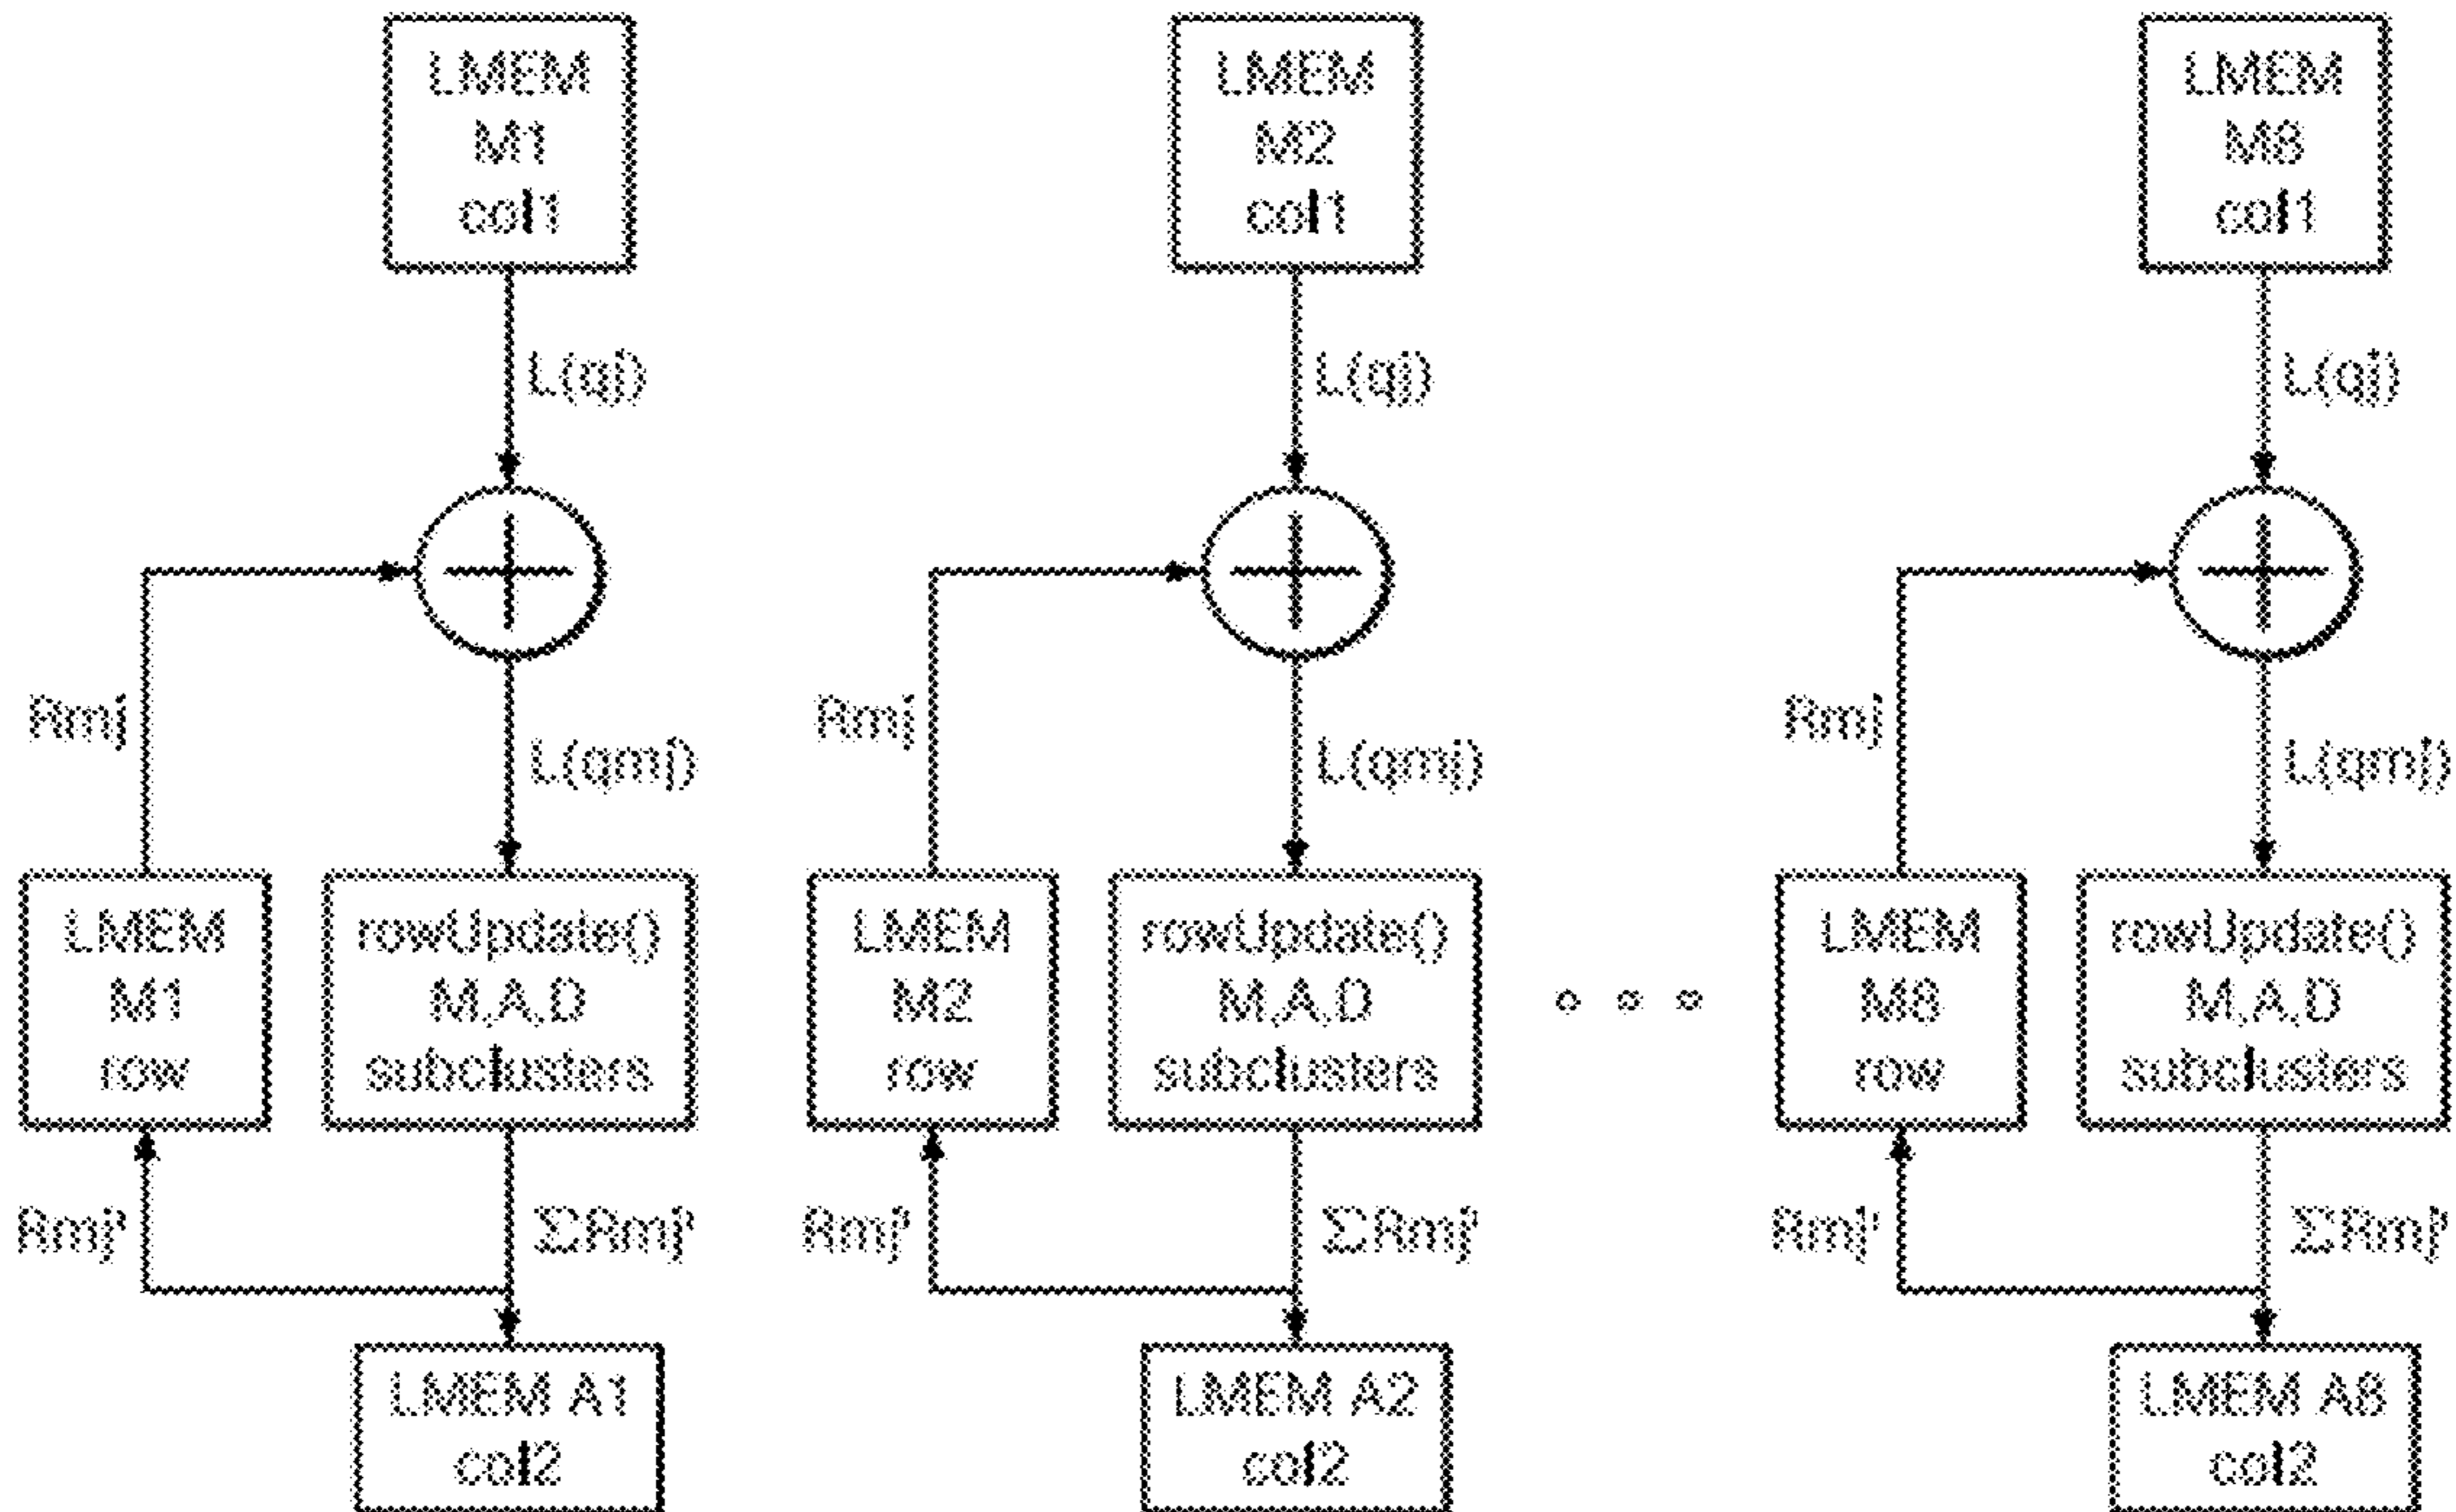 LMEM
M1
col1
LMEM
M2
col1
LMEM
M8
col1
L(qj)
L(qj)
L(qj)
Rmj
L(qmj)
Rmj
L(qmj)
Rmj
L(qmj)
LMEM
M1
row
rowUpdate()
M,A,D
subclusters
LMEM
M2
row
rowUpdate()
M,A,D
subclusters
LMEM
M8
row
rowUpdate()
M,A,D
subclusters
Rmj'
ΣRmj'
Rmj'
ΣRmj'
Rmj'
ΣRmj'
LMEM A1
col2
LMEM A2
col2
LMEM A8
col2